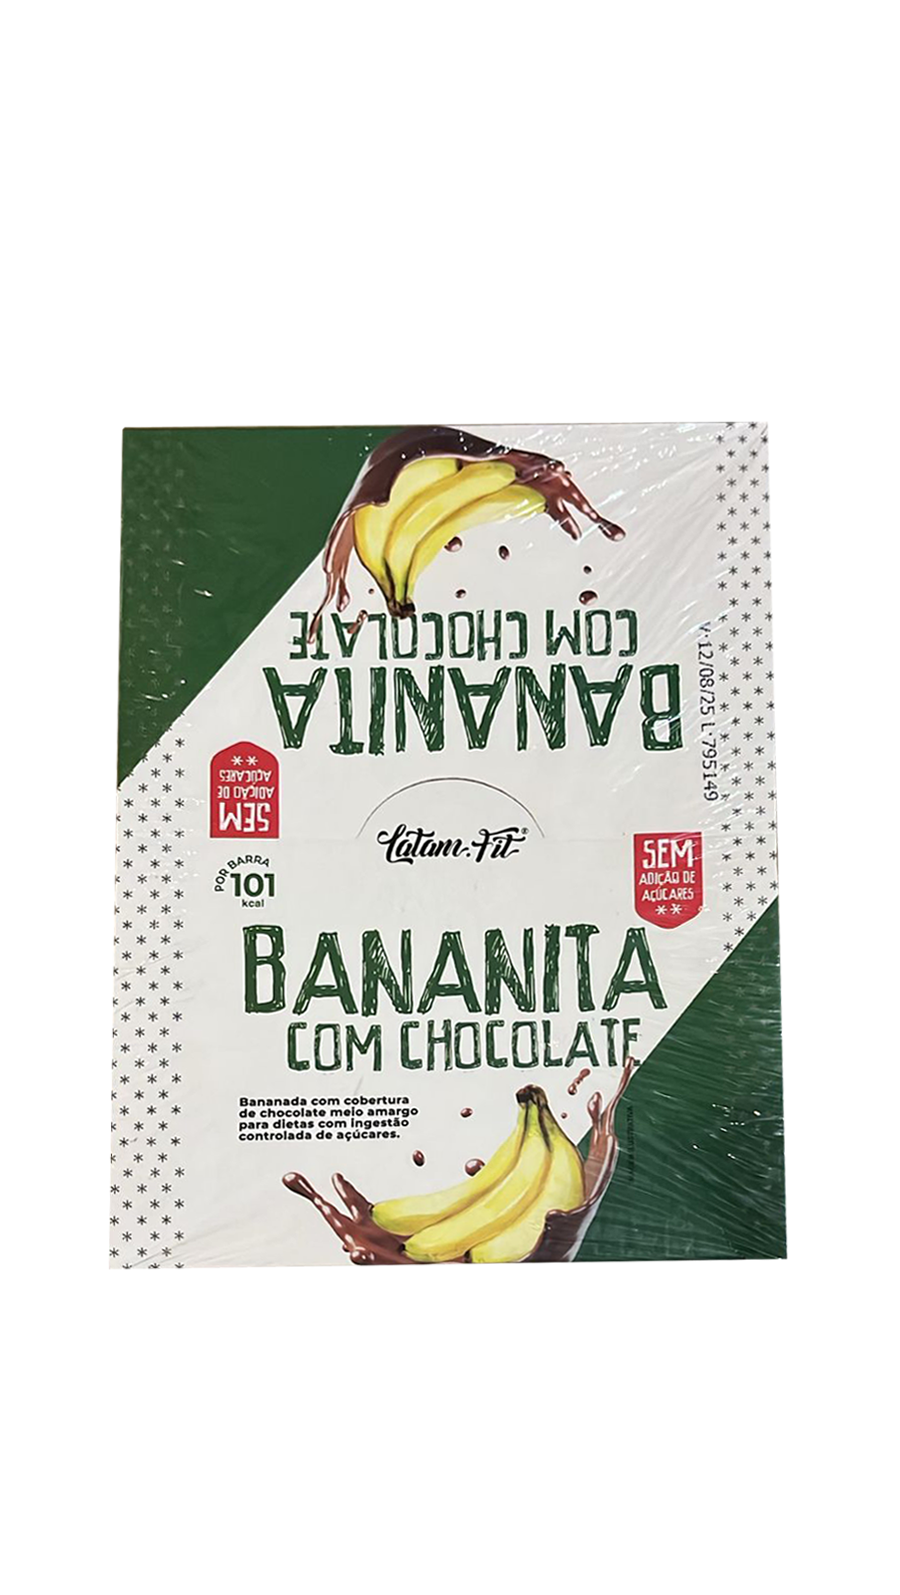 COM CHOCOLATE
BANANITA
**
AÇÚCARES
ADIÇÃO DE
SEM
V:12/08/25 L:795149
Latam.Fit®
SEM
ADIÇÃO DE
AÇÚCARES
**
POR BARRA
101
kcal
BANANITA
COM CHOCOLATE
Bananada com cobertura
de chocolate meio amargo
para dietas com ingestão
controlada de açúcares.